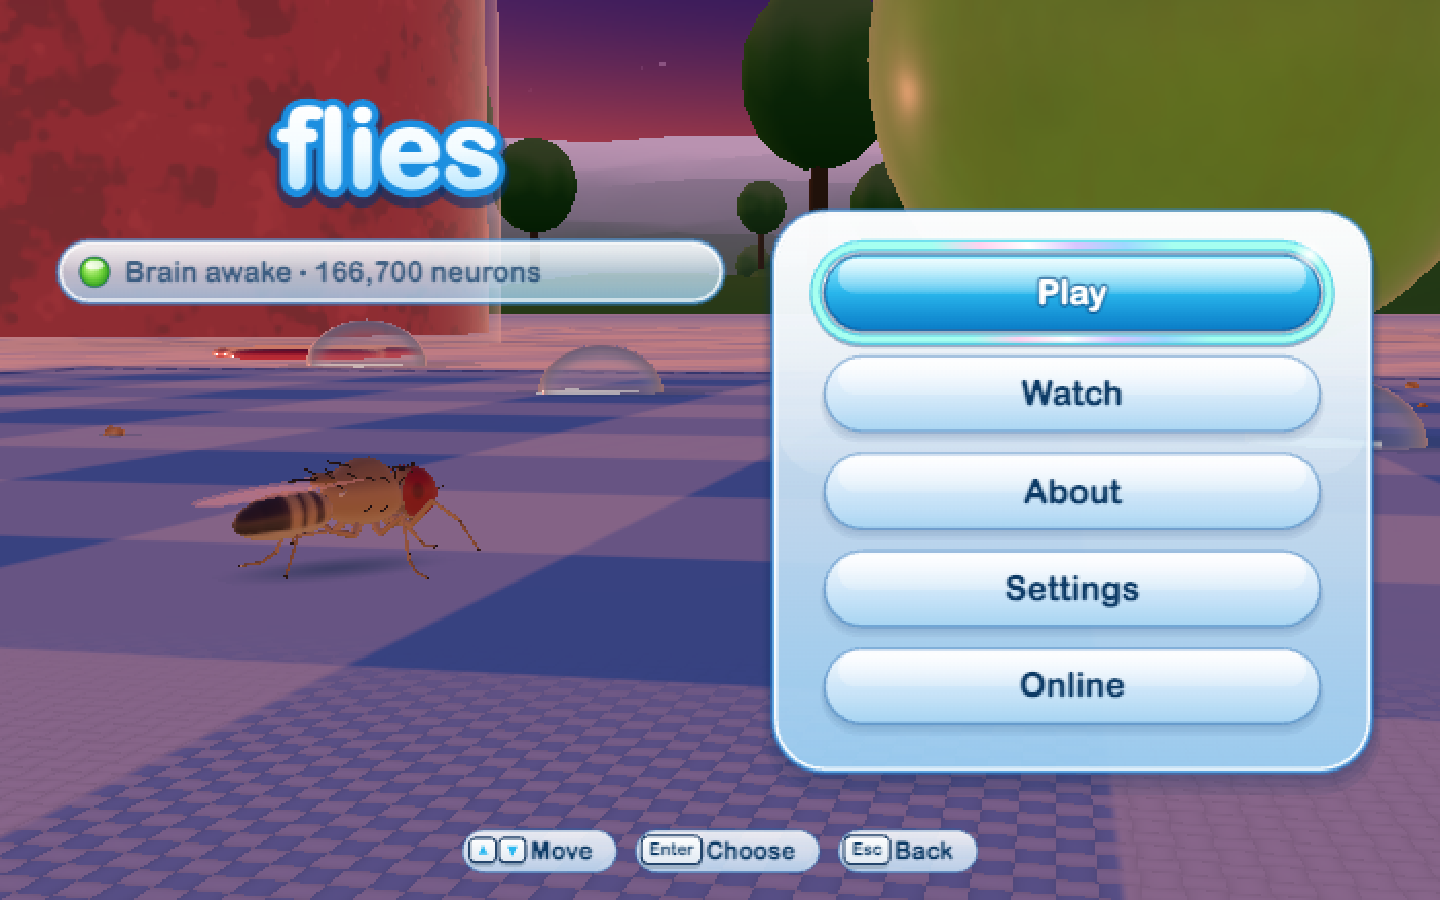 flies
Brain awake · 166,700 neurons
Play
Watch
About
Settings
Online
▲ ▼ Move Enter Choose Esc Back